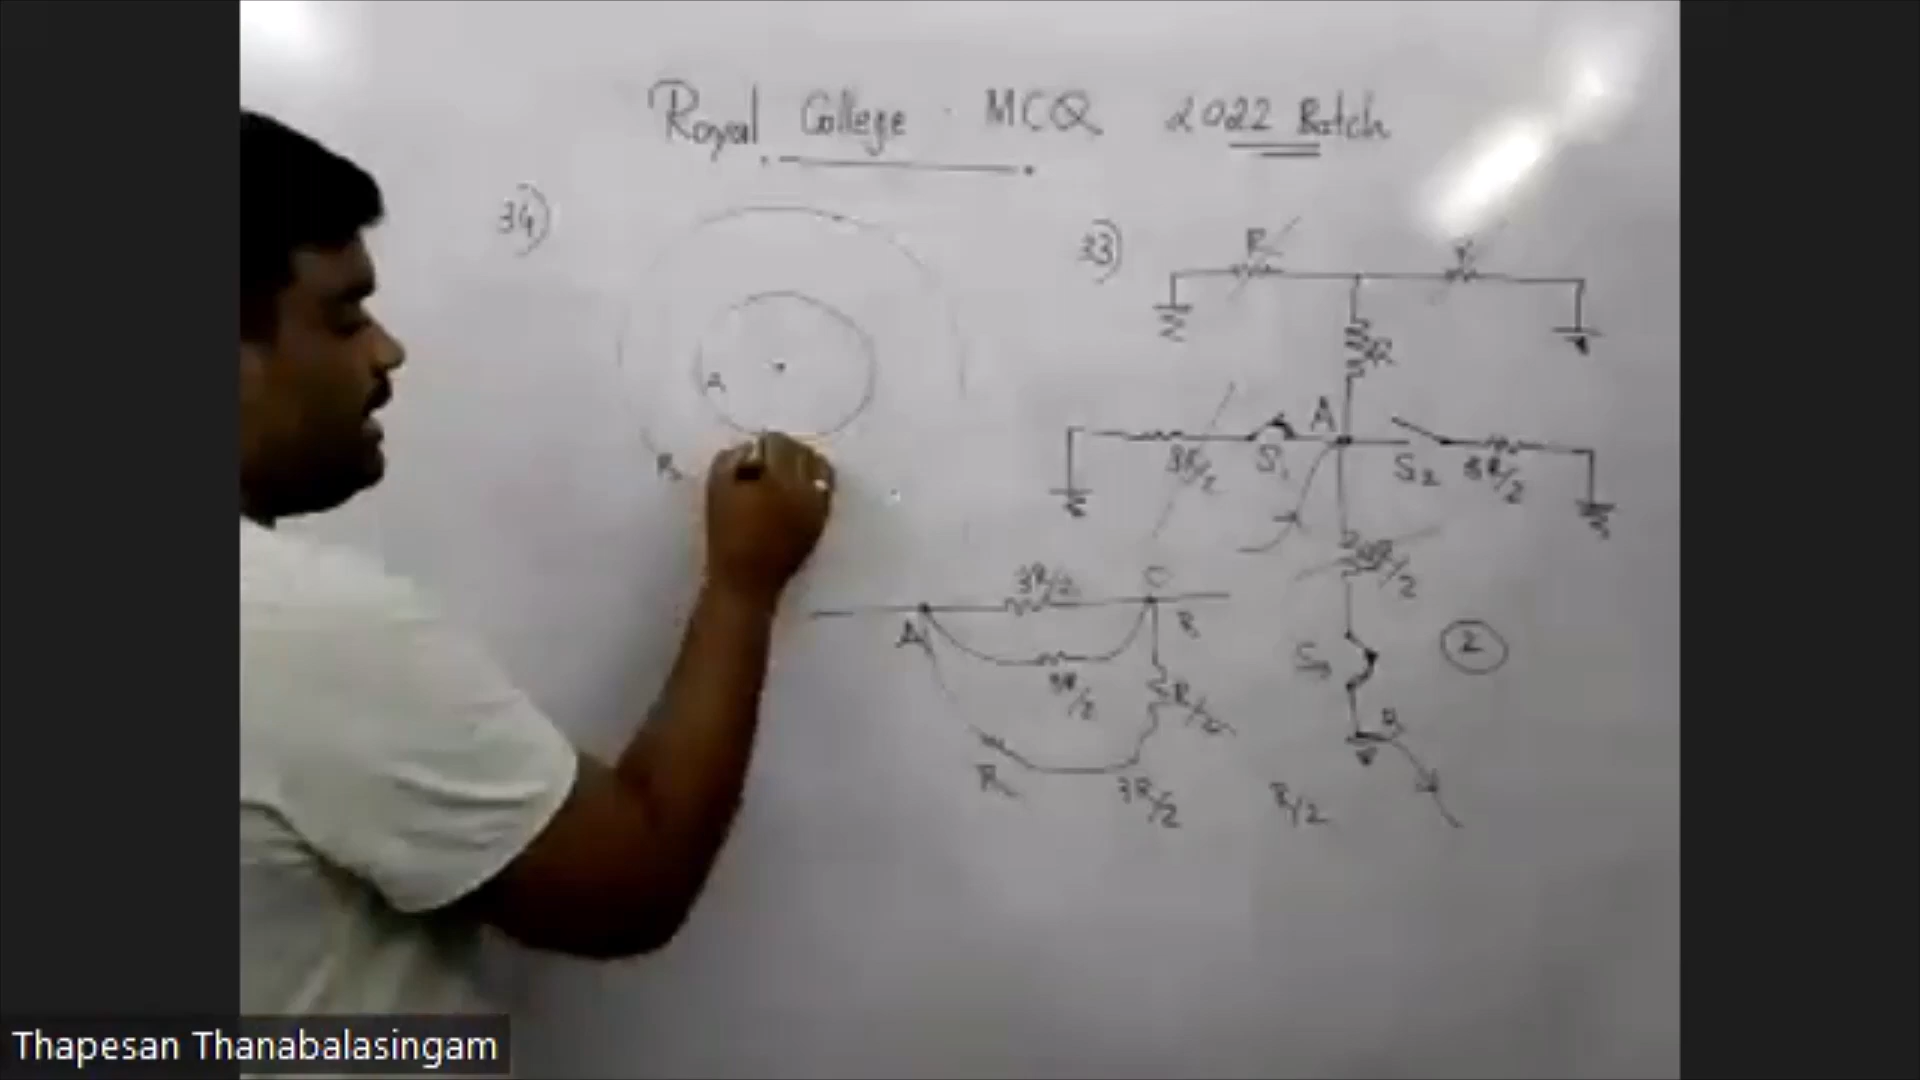 Royal College - MCQ 2022 Batch
34)
33)
R
A
S₁
S₂
3R/2
3R/2
A
C
3R/2
3R/2
R/2
3R/2
R/2
2
Thapesan Thanabalasingam